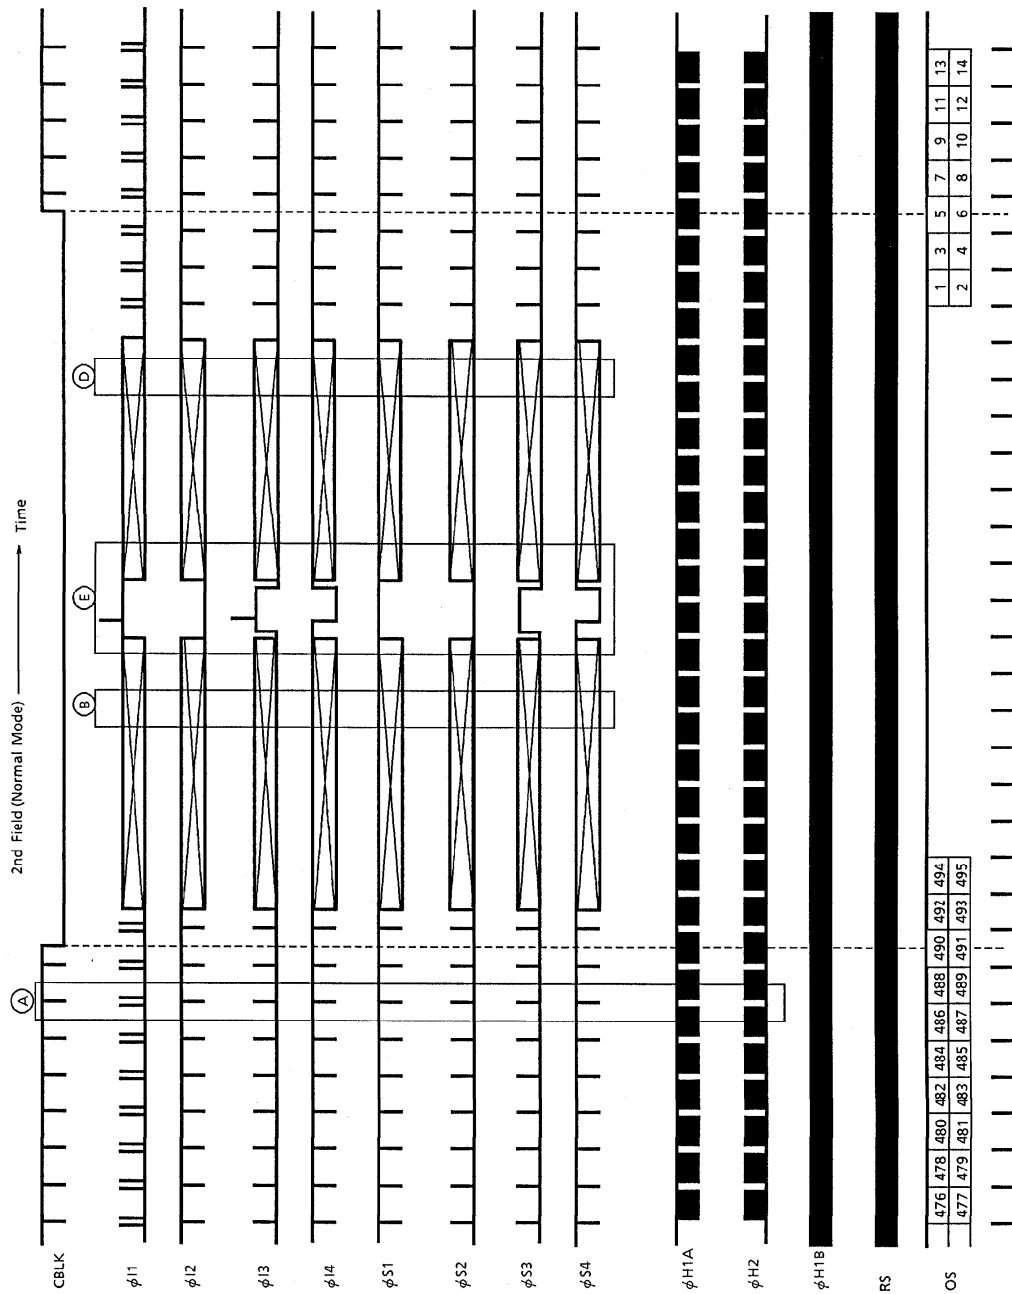 2nd Field (Normal Mode) Time
CBLK
A
B
E
D
φI1
φI2
φI3
φI4
φS1
φS2
φS3
φS4
φH1A
φH2
φH1B
RS
OS
476 478 480 482 484 486 488 490 492 494 1 3 5 7 9 11 13
477 479 481 483 485 487 489 491 493 495 2 4 6 8 10 12 14